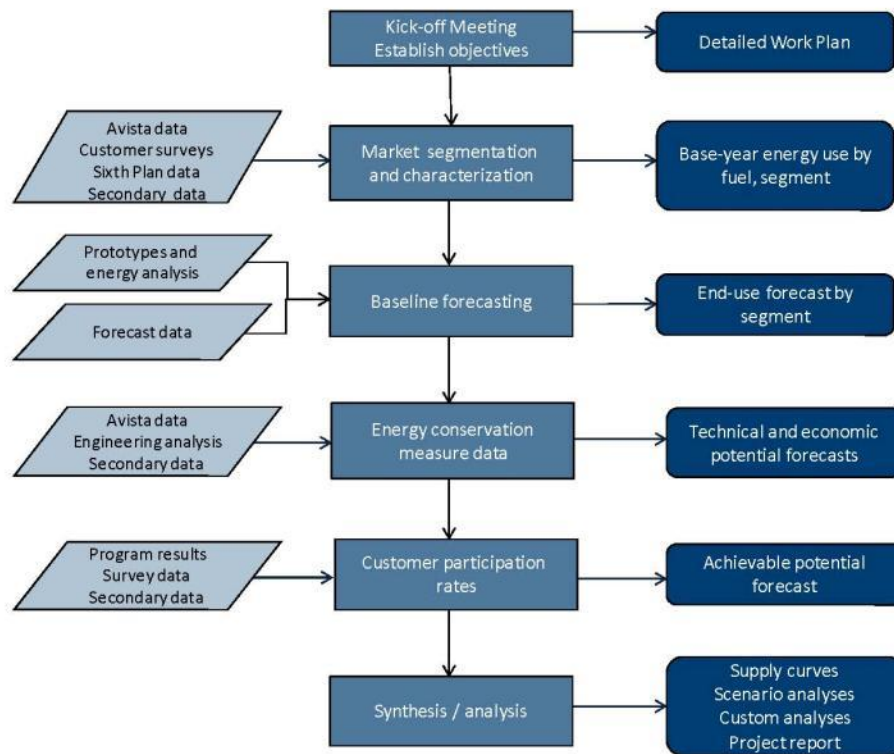 Kick-off Meeting
Establish objectives
Detailed Work Plan
Avista data
Customer surveys
Sixth Plan data
Secondary data
Market segmentation
and characterization
Base-year energy use by
fuel, segment
Prototypes and
energy analysis
Forecast data
Baseline forecasting
End-use forecast by
segment
Avista data
Engineering analysis
Secondary data
Energy conservation
measure data
Technical and economic
potential forecasts
Program results
Survey data
Secondary data
Customer participation
rates
Achievable potential
forecast
Synthesis / analysis
Supply curves
Scenario analyses
Custom analyses
Project report